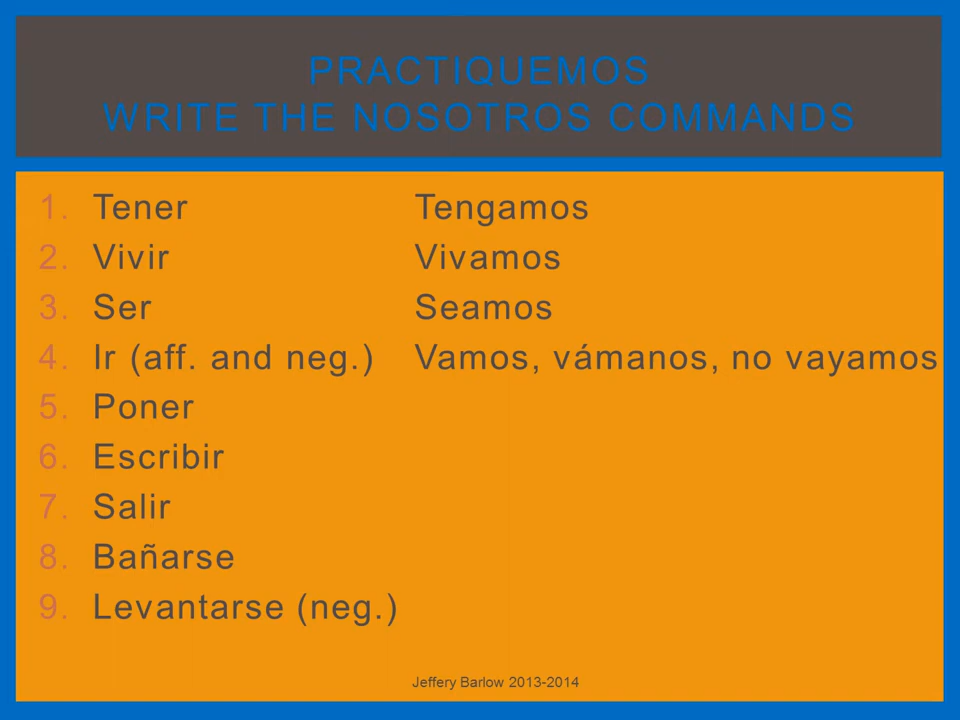 PRACTIQUEMOS
WRITE THE NOSOTROS COMMANDS
1. Tener Tengamos
2. Vivir Vivamos
3. Ser Seamos
4. Ir (aff. and neg.) Vamos, vámanos, no vayamos
5. Poner
6. Escribir
7. Salir
8. Bañarse
9. Levantarse (neg.)
Jeffery Barlow 2013-2014